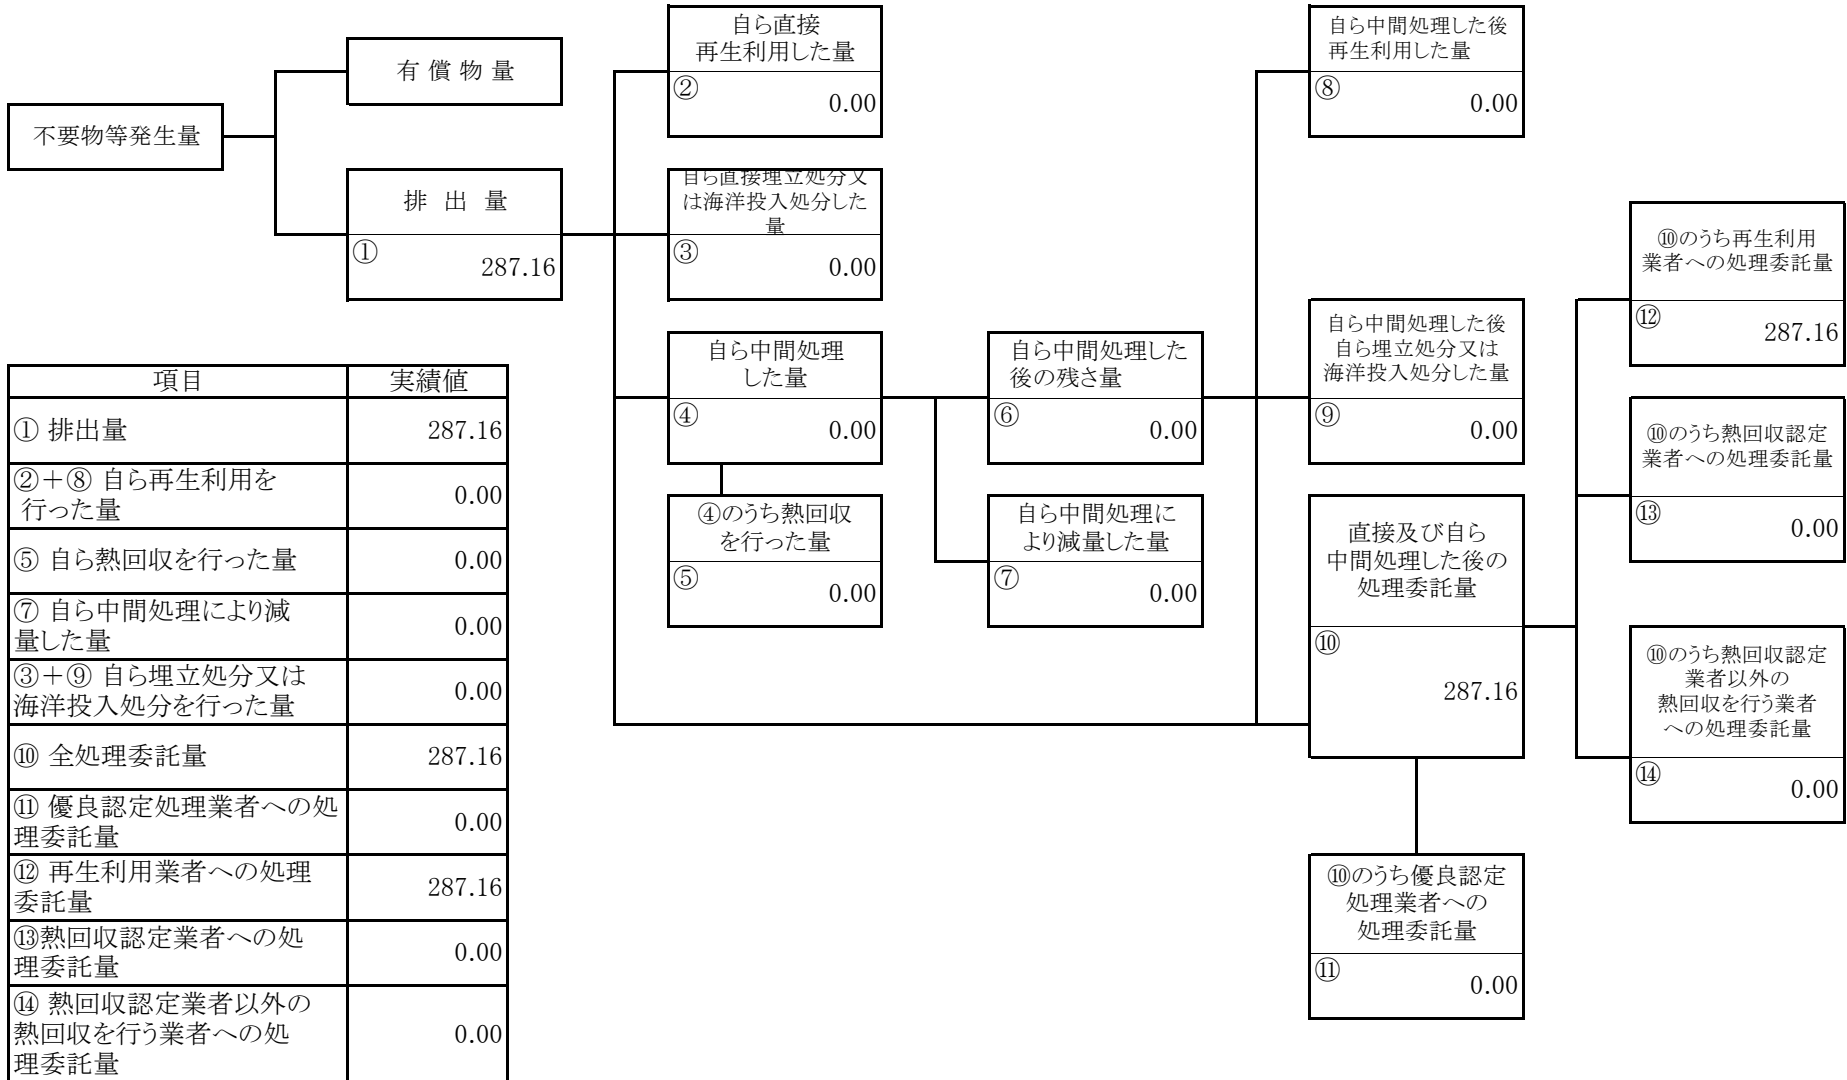 不要物等発生量
有 償 物 量
排 出 量
①
287.16
自ら直接
再生利用した量
②
0.00
自ら直接埋立処分又
は海洋投入処分した
量
③
0.00
自ら中間処理
した量
④
0.00
④のうち熱回収
を行った量
⑤
0.00
自ら中間処理した
後の残さ量
⑥
0.00
自ら中間処理に
より減量した量
⑦
0.00
自ら中間処理した後
再生利用した量
⑧
0.00
自ら中間処理した後
自ら埋立処分又は
海洋投入処分した量
⑨
0.00
直接及び自ら
中間処理した後の
処理委託量
⑩
287.16
⑩のうち優良認定
処理業者への
処理委託量
⑪
0.00
⑩のうち再生利用
業者への処理委託量
⑫
287.16
⑩のうち熱回収認定
業者への処理委託量
⑬
0.00
⑩のうち熱回収認定
業者以外の
熱回収を行う業者
への処理委託量
⑭
0.00
項目 実績値
① 排出量 287.16
②＋⑧ 自ら再生利用を
行った量 0.00
⑤ 自ら熱回収を行った量 0.00
⑦ 自ら中間処理により減
量した量 0.00
③＋⑨ 自ら埋立処分又は
海洋投入処分を行った量 0.00
⑩ 全処理委託量 287.16
⑪ 優良認定処理業者への処
理委託量 0.00
⑫ 再生利用業者への処理
委託量 287.16
⑬熱回収認定業者への処
理委託量 0.00
⑭ 熱回収認定業者以外の
熱回収を行う業者への処
理委託量 0.00